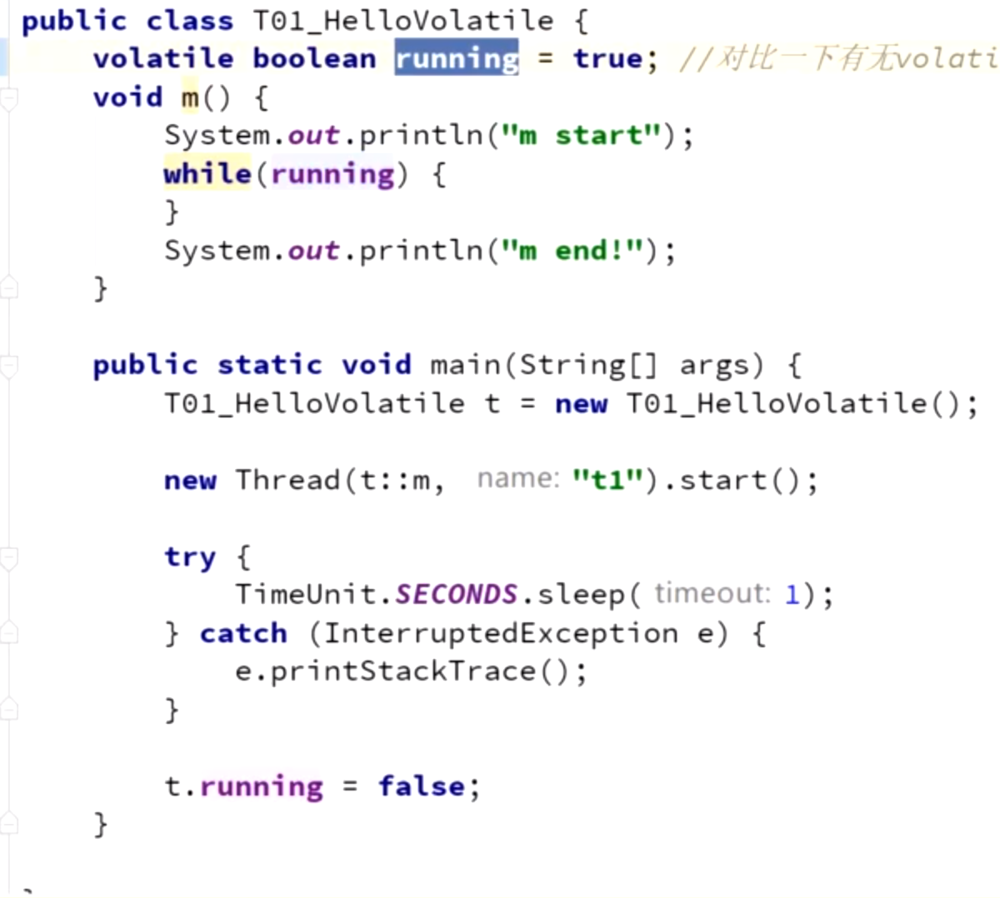 public class T01_HelloVolatile {
volatile boolean running = true; //对比一下有无volati
void m() {
System.out.println("m start");
while(running) {
}
System.out.println("m end!");
}
public static void main(String[] args) {
T01_HelloVolatile t = new T01_HelloVolatile();
new Thread(t::m, name: "t1").start();
try {
TimeUnit.SECONDS.sleep( timeout: 1);
} catch (InterruptedException e) {
e.printStackTrace();
}
t.running = false;
}